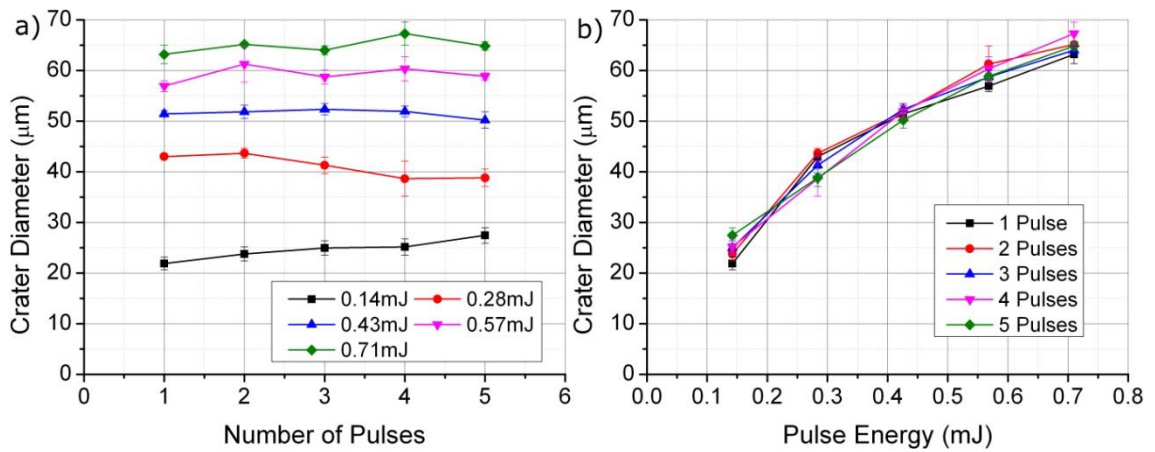 a)
Crater Diameter (μm)
70
60
50
40
30
20
10
0
0 1 2 3 4 5 6
Number of Pulses
0.14mJ 0.28mJ
0.43mJ 0.57mJ
0.71mJ
b)
Crater Diameter (μm)
70
60
50
40
30
20
10
0
0.0 0.1 0.2 0.3 0.4 0.5 0.6 0.7 0.8
Pulse Energy (mJ)
1 Pulse
2 Pulses
3 Pulses
4 Pulses
5 Pulses